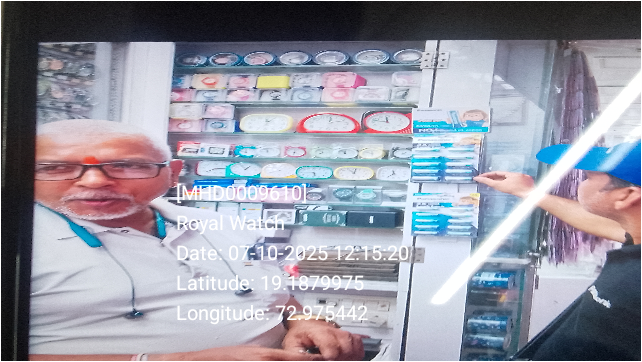 [MHD0009610]
Royal Watch
Date: 07-10-2025 12.15:20
Latitude: 19.1879975
Longitude: 72.975442